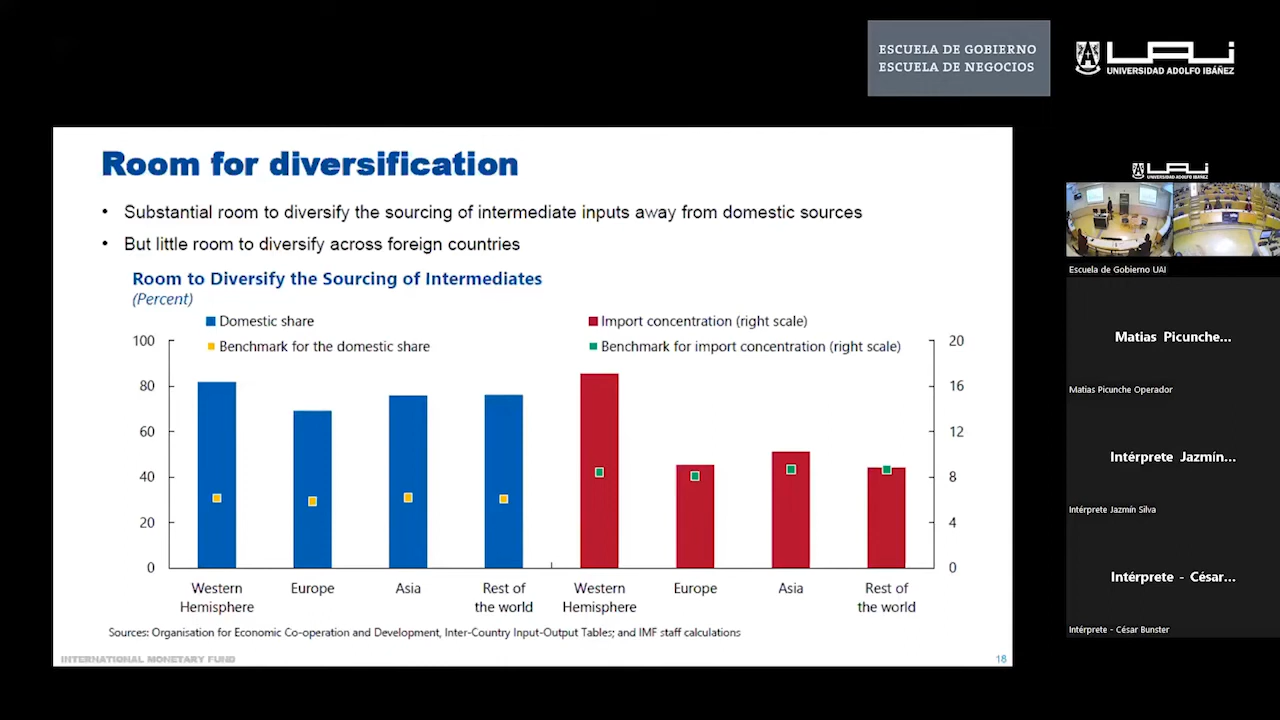 ESCUELA DE GOBIERNO
ESCUELA DE NEGOCIOS
UAI
UNIVERSIDAD ADOLFO IBÁÑEZ
Room for diversification
• Substantial room to diversify the sourcing of intermediate inputs away from domestic sources
• But little room to diversify across foreign countries
Room to Diversify the Sourcing of Intermediates
(Percent)
Domestic share
Benchmark for the domestic share
Import concentration (right scale)
Benchmark for import concentration (right scale)
100
80
60
40
20
0
20
16
12
8
4
0
Western
Hemisphere
Europe
Asia
Rest of
the world
Western
Hemisphere
Europe
Asia
Rest of
the world
Sources: Organisation for Economic Co-operation and Development, Inter-Country Input-Output Tables; and IMF staff calculations
INTERNATIONAL MONETARY FUND
18
UAI
UNIVERSIDAD ADOLFO IBÁÑEZ
Escuela de Gobierno UAI
Matias Picunche...
Matias Picunche Operador
Intérprete Jazmín...
Intérprete Jazmín Silva
Intérprete - César...
Intérprete - César Bunster